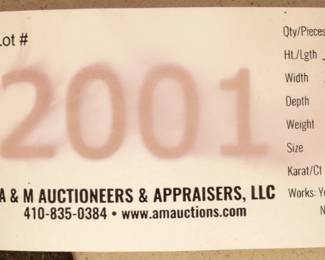 Lot #
2001
A & M AUCTIONEERS & APPRAISERS, LLC
410-835-0384 • www.amauctions.com
Qty/Pieces
Ht./Lgth
Width
Depth
Weight
Size
Karat/Ct
Works: Y
N